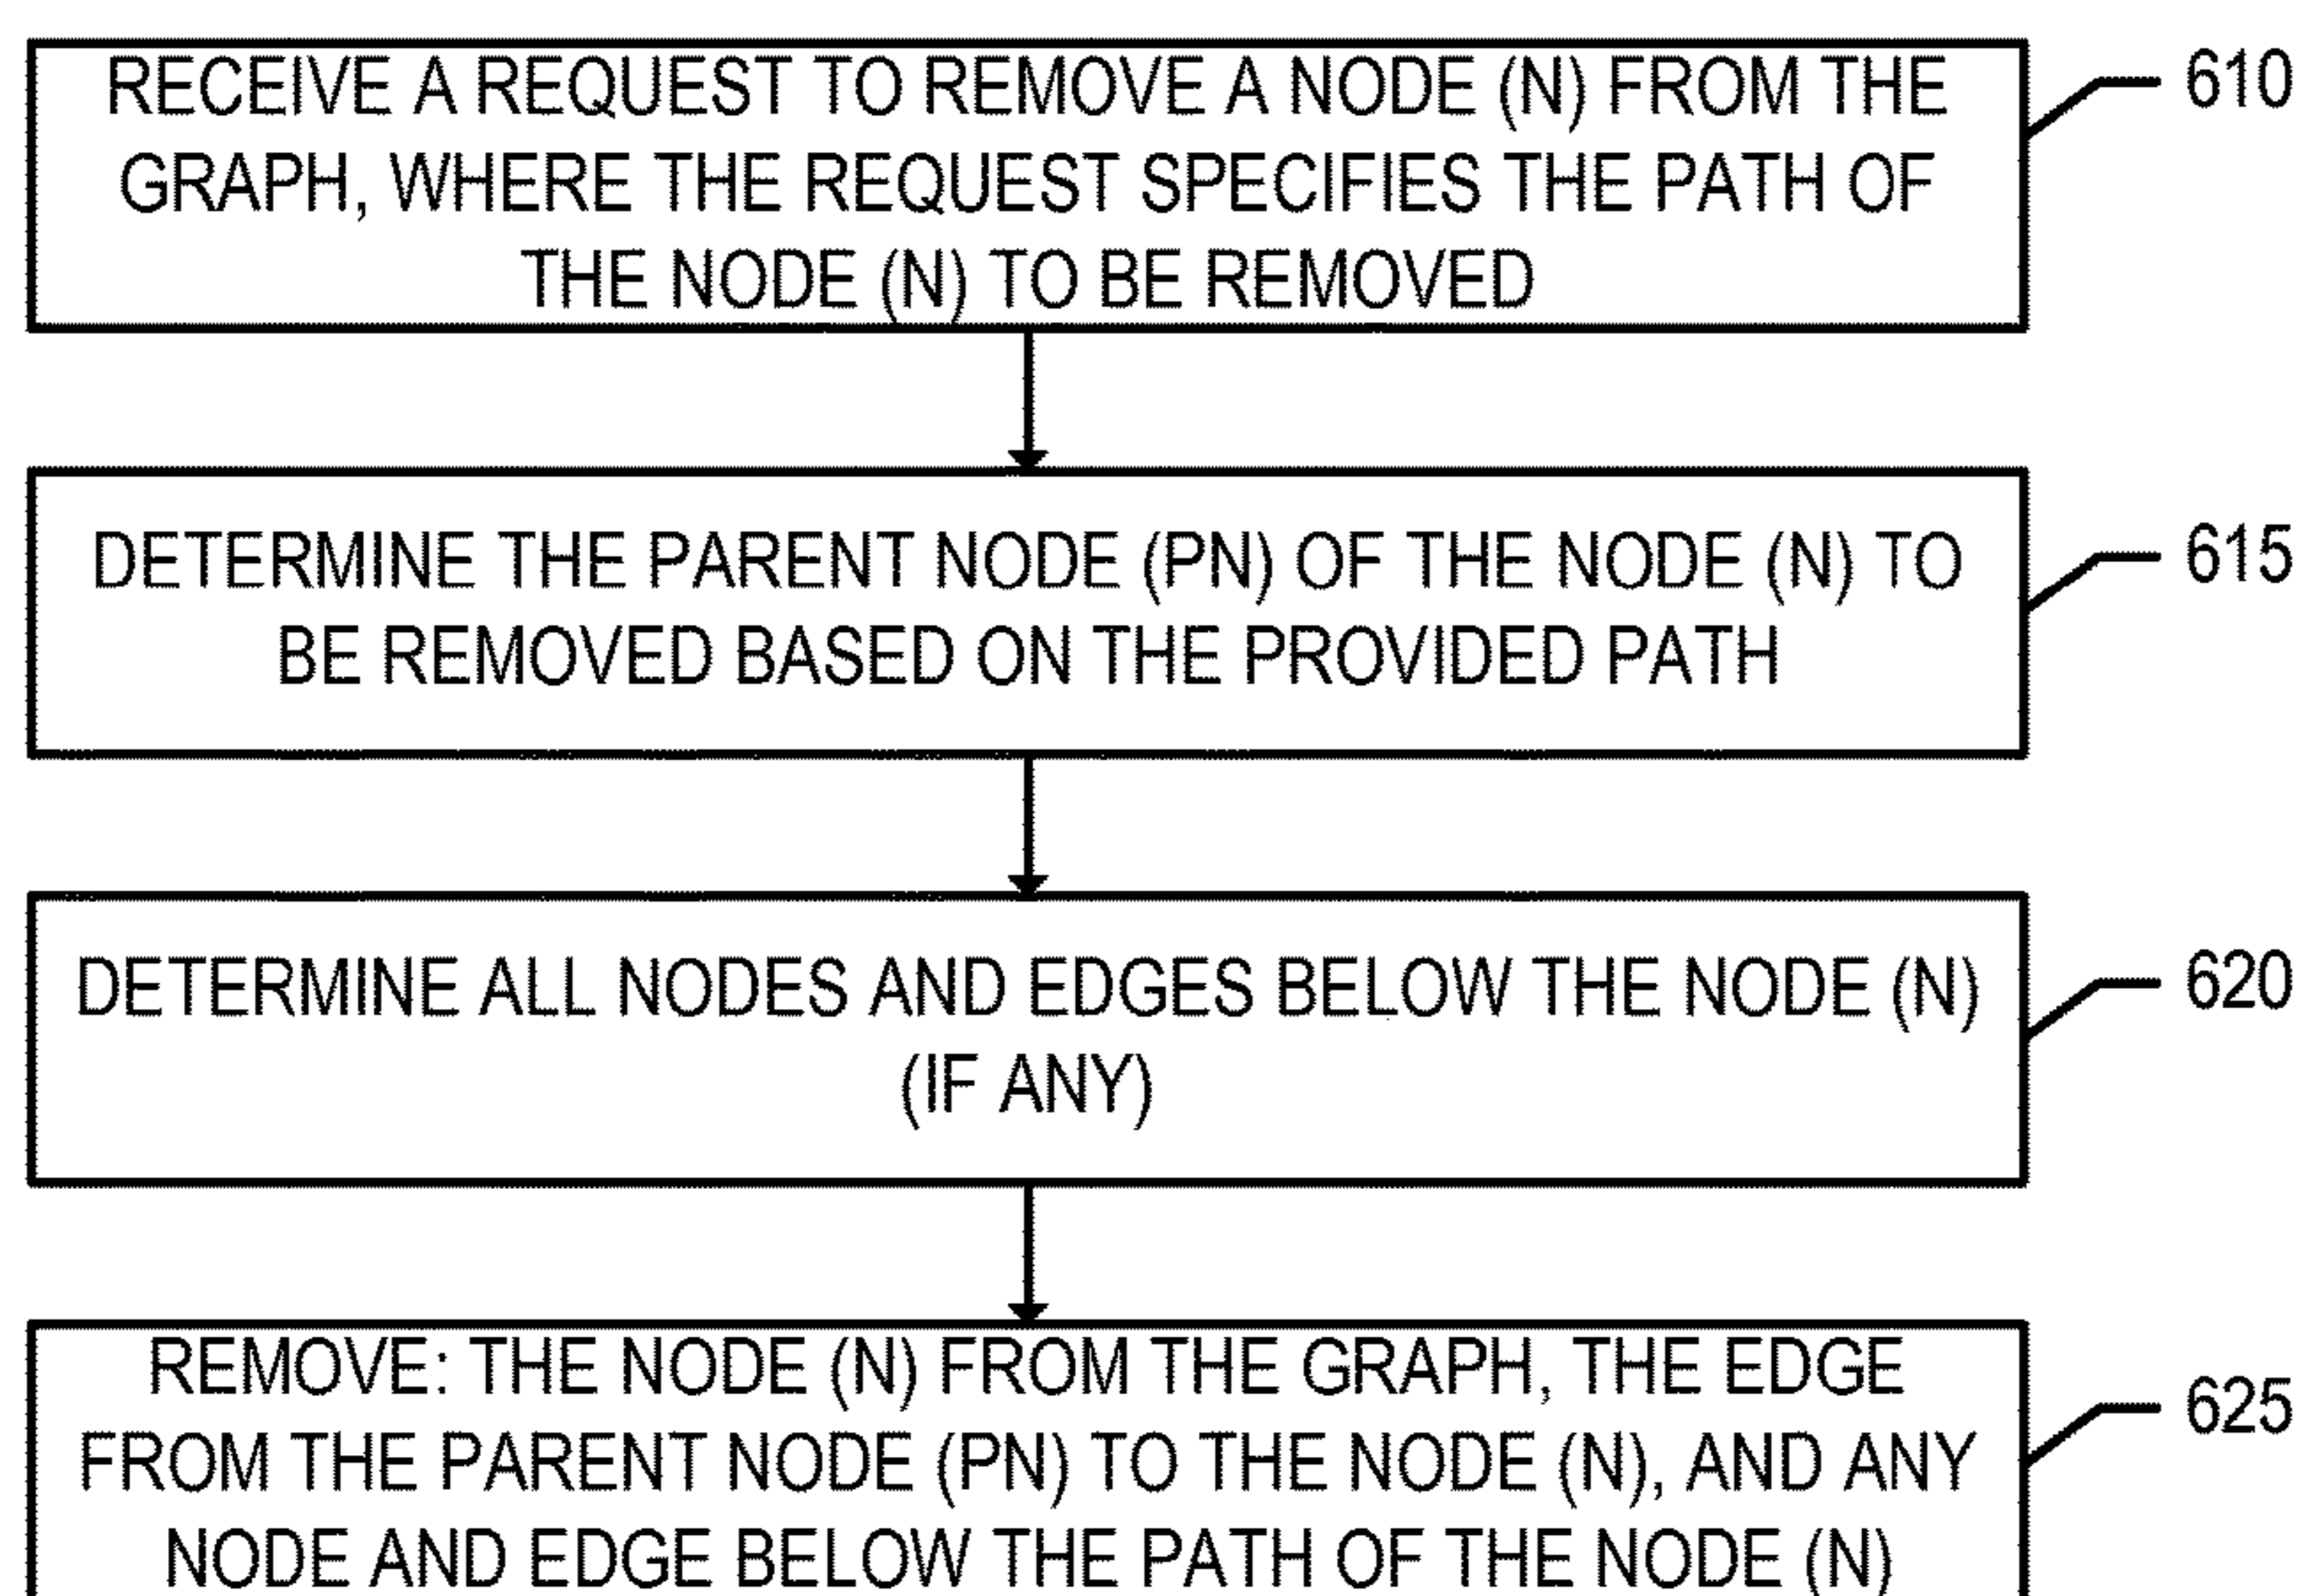 RECEIVE A REQUEST TO REMOVE A NODE (N) FROM THE
GRAPH, WHERE THE REQUEST SPECIFIES THE PATH OF
THE NODE (N) TO BE REMOVED
610
DETERMINE THE PARENT NODE (PN) OF THE NODE (N) TO
BE REMOVED BASED ON THE PROVIDED PATH
615
DETERMINE ALL NODES AND EDGES BELOW THE NODE (N)
(IF ANY)
620
REMOVE: THE NODE (N) FROM THE GRAPH, THE EDGE
FROM THE PARENT NODE (PN) TO THE NODE (N), AND ANY
NODE AND EDGE BELOW THE PATH OF THE NODE (N)
625